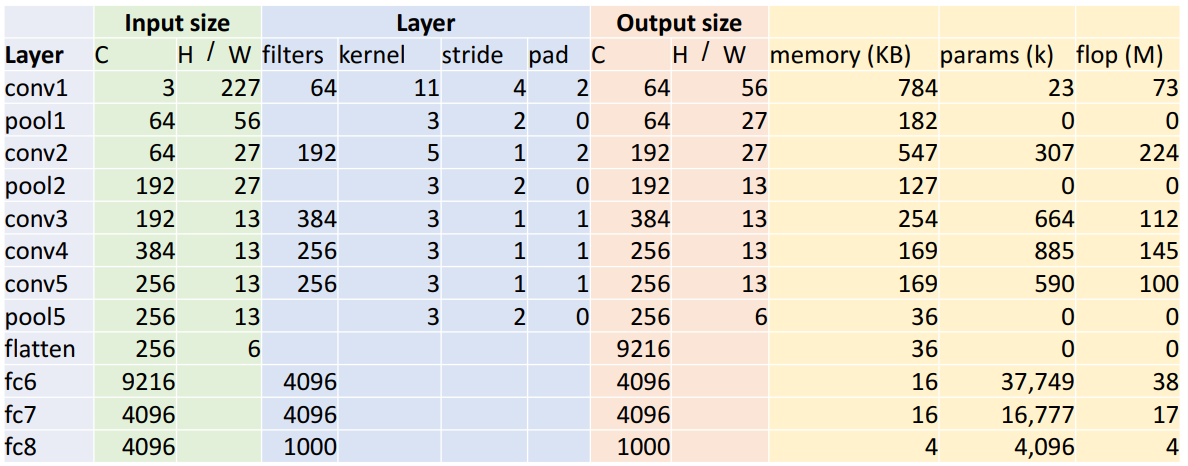 Input size Layer Output size
Layer C H / W filters kernel stride pad C H / W memory (KB) params (k) flop (M)
conv1 3 227 64 11 4 2 64 56 784 23 73
pool1 64 56 3 2 0 64 27 182 0 0
conv2 64 27 192 5 1 2 192 27 547 307 224
pool2 192 27 3 2 0 192 13 127 0 0
conv3 192 13 384 3 1 1 384 13 254 664 112
conv4 384 13 256 3 1 1 256 13 169 885 145
conv5 256 13 256 3 1 1 256 13 169 590 100
pool5 256 13 3 2 0 256 6 36 0 0
flatten 256 6 9216 36 0 0
fc6 9216 4096 4096 16 37,749 38
fc7 4096 4096 4096 16 16,777 17
fc8 4096 1000 1000 4 4,096 4